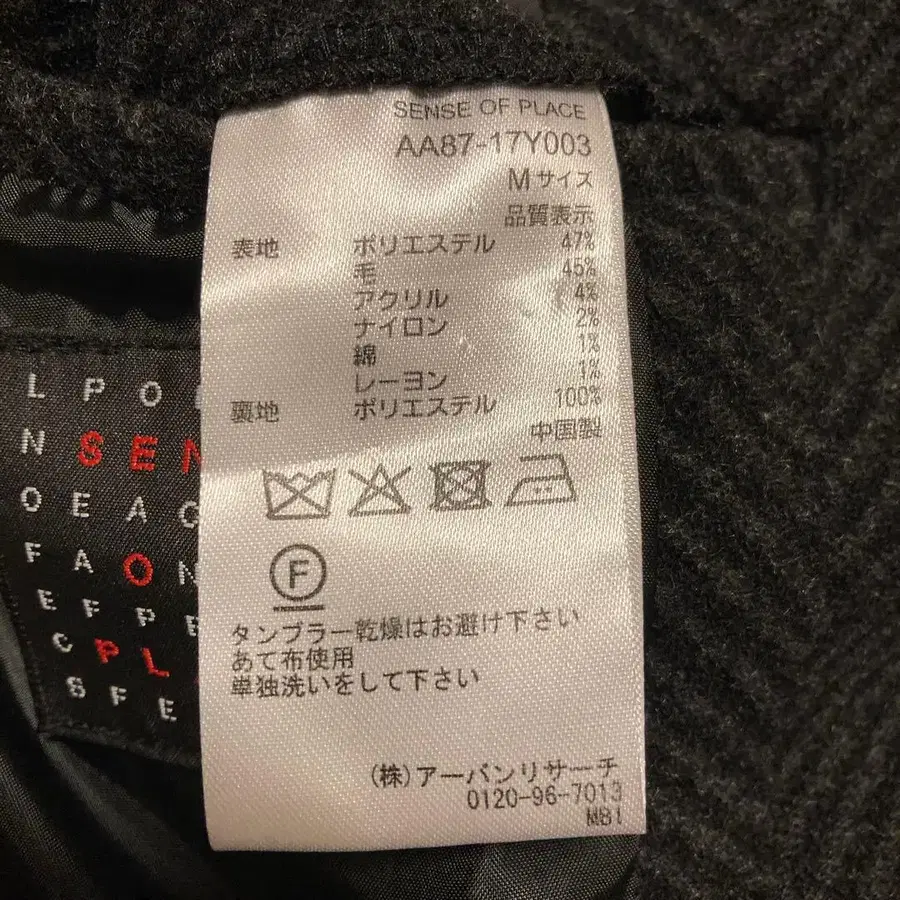 SENSE OF PLACE
AA87-17Y003
Mサイズ
品質表示
表地 ポリエステル 47%
毛 45%
アクリル 4%
ナイロン 2%
綿 1%
レーヨン 1%
裏地 ポリエステル 100%
中国製
F
タンブラー乾燥はお避け下さい
あて布使用
単独洗いをして下さい
(株)アーバンリサーチ
0120-96-7013
L P O
N S E N
O E A C
F A O N
E F P E
C P L
S F E